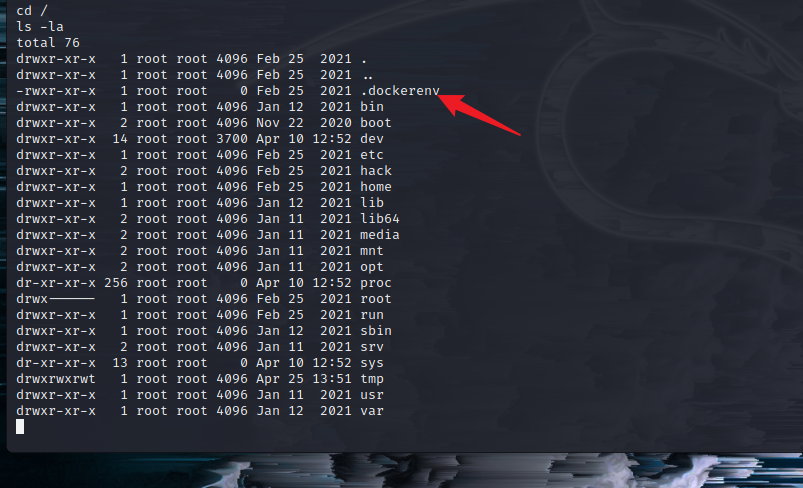 cd /
ls -la
total 76
drwxr-xr-x   1 root root 4096 Feb 25  2021 .
drwxr-xr-x   1 root root 4096 Feb 25  2021 ..
-rwxr-xr-x   1 root root    0 Feb 25  2021 .dockerenv
drwxr-xr-x   1 root root 4096 Jan 12  2021 bin
drwxr-xr-x   2 root root 4096 Nov 22  2020 boot
drwxr-xr-x  14 root root 3700 Apr 10 12:52 dev
drwxr-xr-x   1 root root 4096 Feb 25  2021 etc
drwxr-xr-x   2 root root 4096 Feb 25  2021 hack
drwxr-xr-x   1 root root 4096 Feb 25  2021 home
drwxr-xr-x   1 root root 4096 Jan 12  2021 lib
drwxr-xr-x   2 root root 4096 Jan 11  2021 lib64
drwxr-xr-x   2 root root 4096 Jan 11  2021 media
drwxr-xr-x   2 root root 4096 Jan 11  2021 mnt
drwxr-xr-x   2 root root 4096 Jan 11  2021 opt
dr-xr-xr-x 256 root root    0 Apr 10 12:52 proc
drwx------   1 root root 4096 Feb 25  2021 root
drwxr-xr-x   1 root root 4096 Feb 25  2021 run
drwxr-xr-x   1 root root 4096 Jan 12  2021 sbin
drwxr-xr-x   2 root root 4096 Jan 11  2021 srv
dr-xr-xr-x  13 root root    0 Apr 10 12:52 sys
drwxrwxrwt   1 root root 4096 Apr 25 13:51 tmp
drwxr-xr-x   1 root root 4096 Jan 11  2021 usr
drwxr-xr-x   1 root root 4096 Jan 12  2021 var